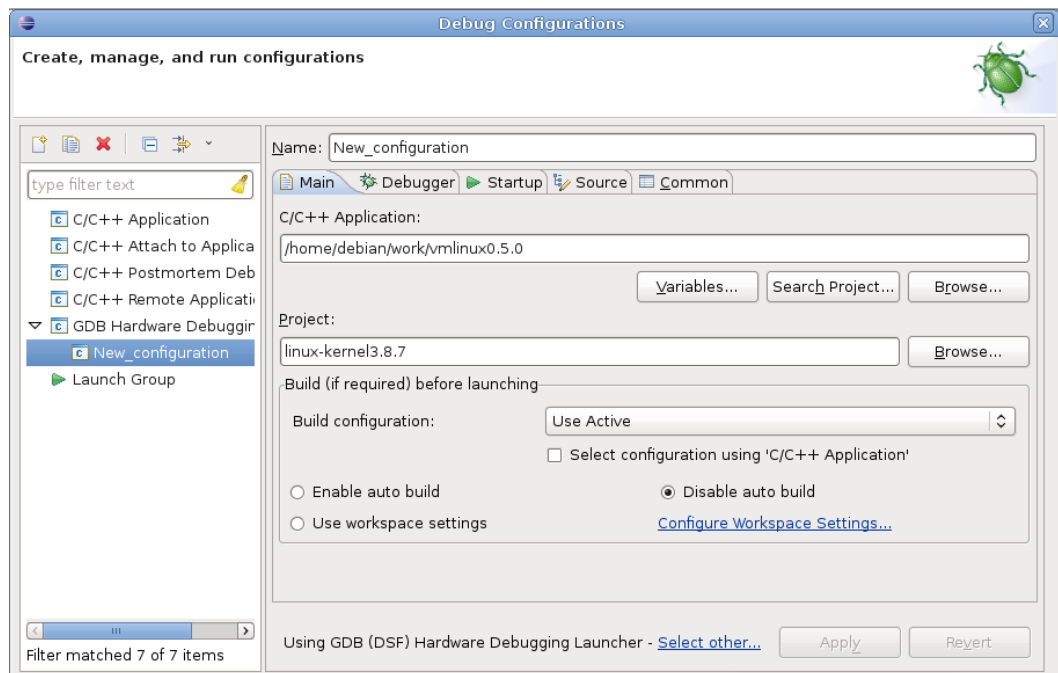 Debug Configurations
Create, manage, and run configurations
type filter text
C/C++ Application
C/C++ Attach to Applica
C/C++ Postmortem Deb
C/C++ Remote Applicati
GDB Hardware Debuggin
New_configuration
Launch Group
Filter matched 7 of 7 items
Name: New_configuration
Main Debugger Startup Source Common
C/C++ Application:
/home/debian/work/vmlinux0.5.0
Variables... Search Project... Browse...
Project:
linux-kernel3.8.7 Browse...
Build (if required) before launching
Build configuration: Use Active
Select configuration using 'C/C++ Application'
Enable auto build Disable auto build
Use workspace settings Configure Workspace Settings...
Using GDB (DSF) Hardware Debugging Launcher - Select other... Apply Revert